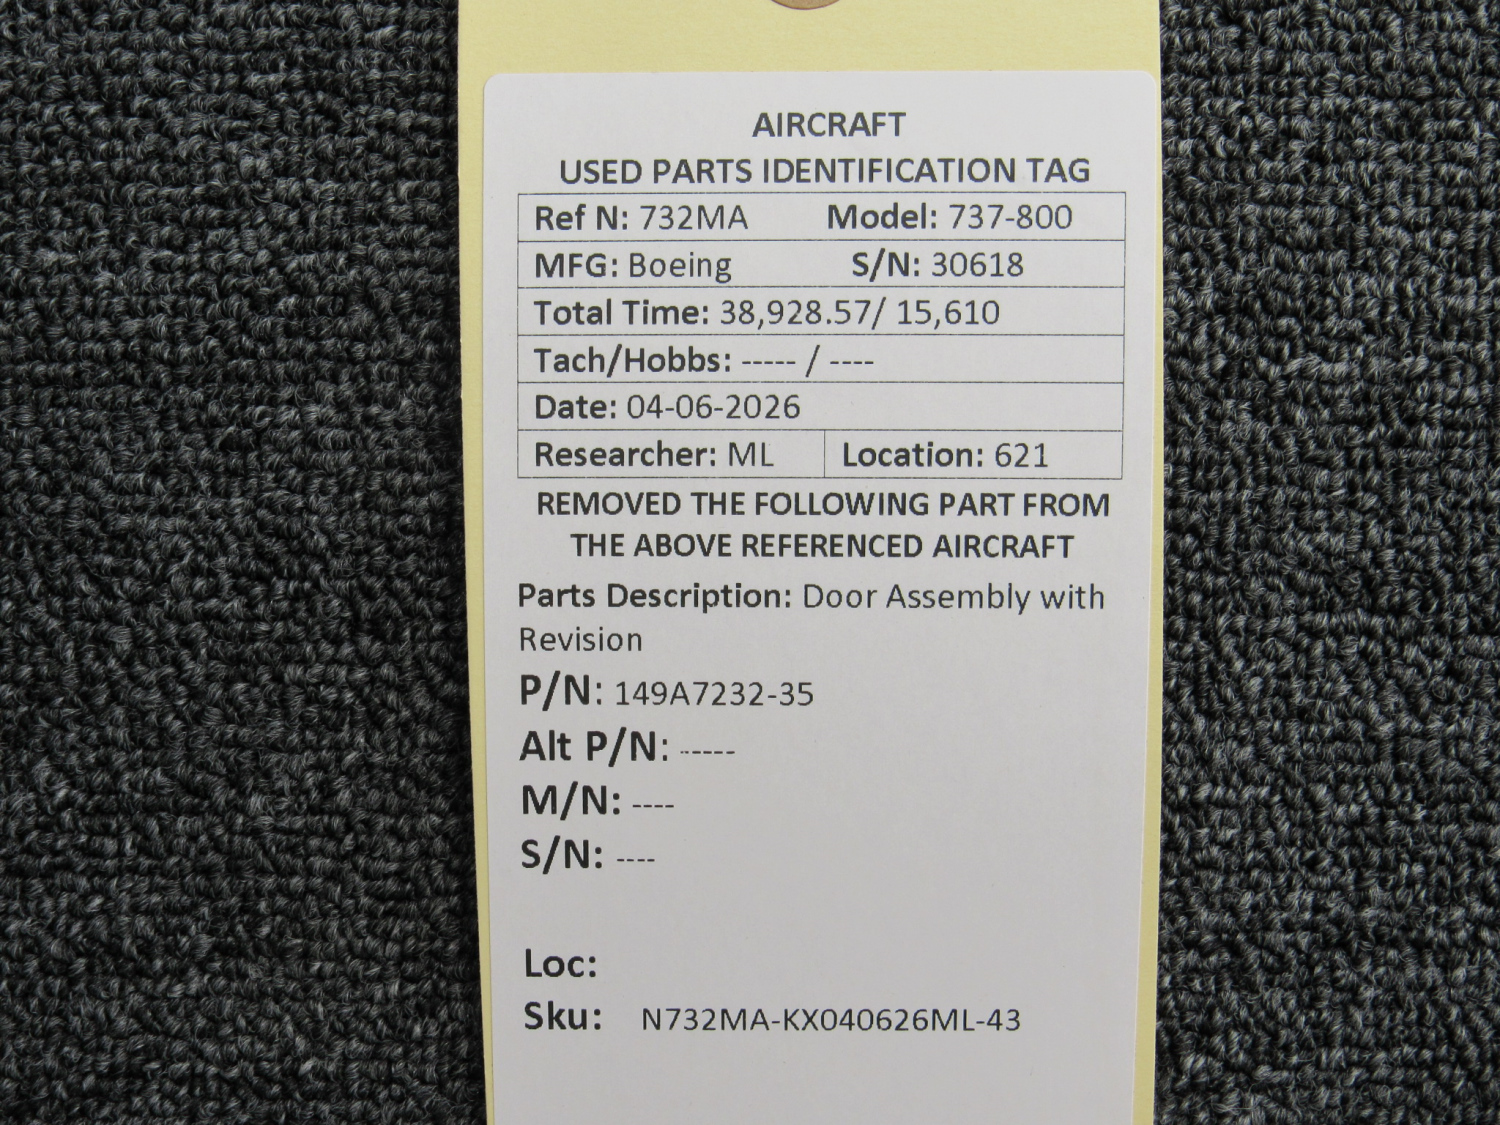 AIRCRAFT
USED PARTS IDENTIFICATION TAG
Ref N: 732MA Model: 737-800
MFG: Boeing S/N: 30618
Total Time: 38,928.57/ 15,610
Tach/Hobbs: ----- / ----
Date: 04-06-2026
Researcher: ML Location: 621
REMOVED THE FOLLOWING PART FROM
THE ABOVE REFERENCED AIRCRAFT
Parts Description: Door Assembly with
Revision
P/N: 149A7232-35
Alt P/N: ------
M/N: ----
S/N: ----
Loc:
Sku: N732MA-KX040626ML-43